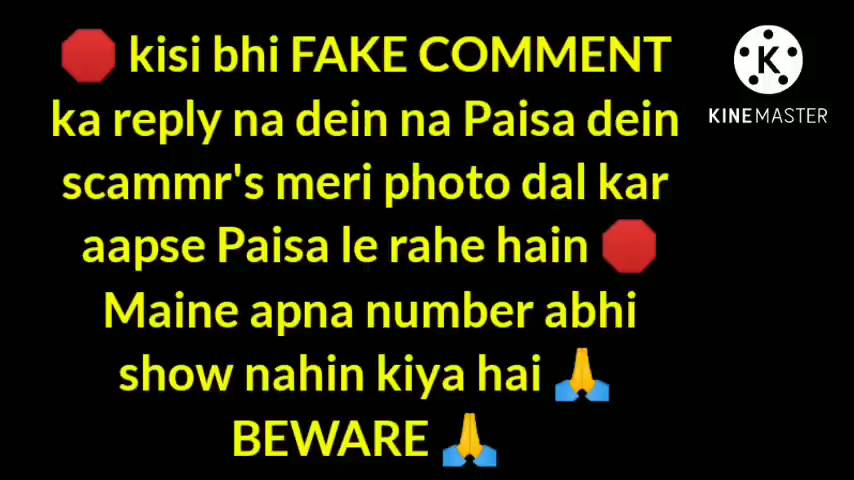 🛑 kisi bhi FAKE COMMENT
ka reply na dein na Paisa dein
scammr's meri photo dal kar
aapse Paisa le rahe hain 🛑
Maine apna number abhi
show nahin kiya hai 🙏
BEWARE 🙏
K
KINEMASTER